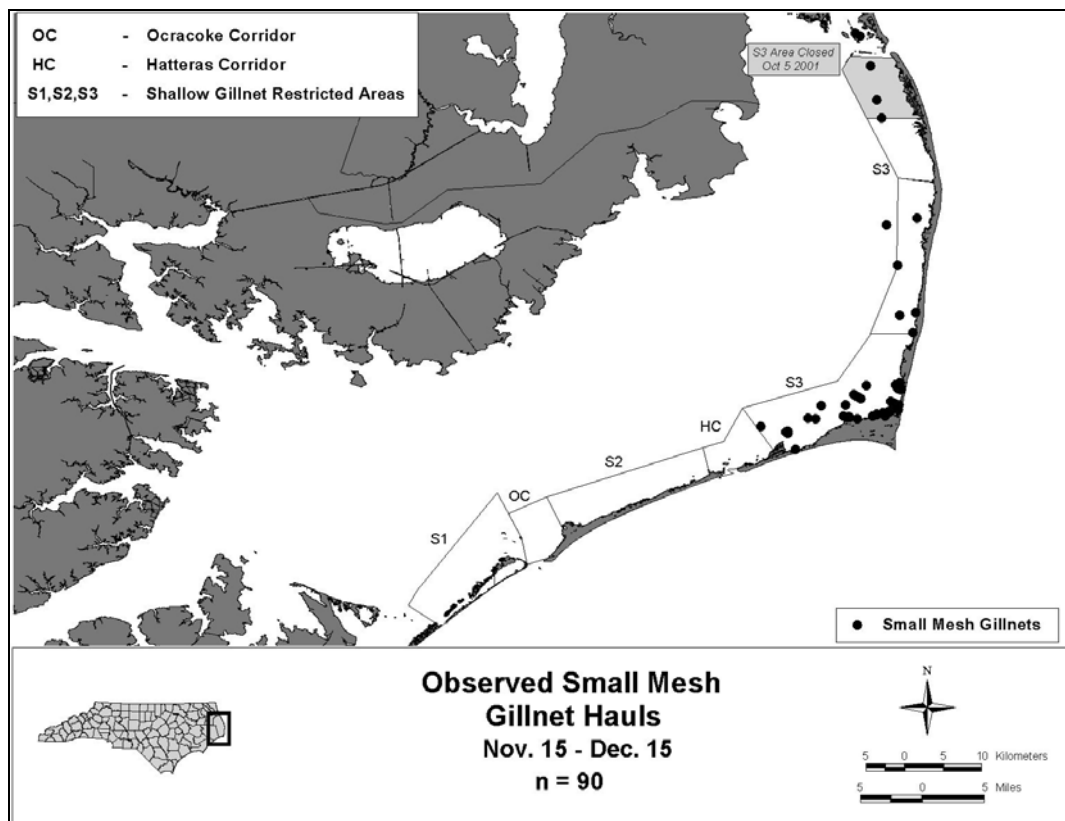 OC - Ocracoke Corridor
HC - Hatteras Corridor
S1,S2,S3 - Shallow Gillnet Restricted Areas
S3 Area Closed
Oct 5 2001
S3
S3
HC
S2
OC
S1
Small Mesh Gillnets
Observed Small Mesh
Gillnet Hauls
Nov. 15 - Dec. 15
n = 90
N
5 0 5 10 Kilometers
5 0 5 Miles